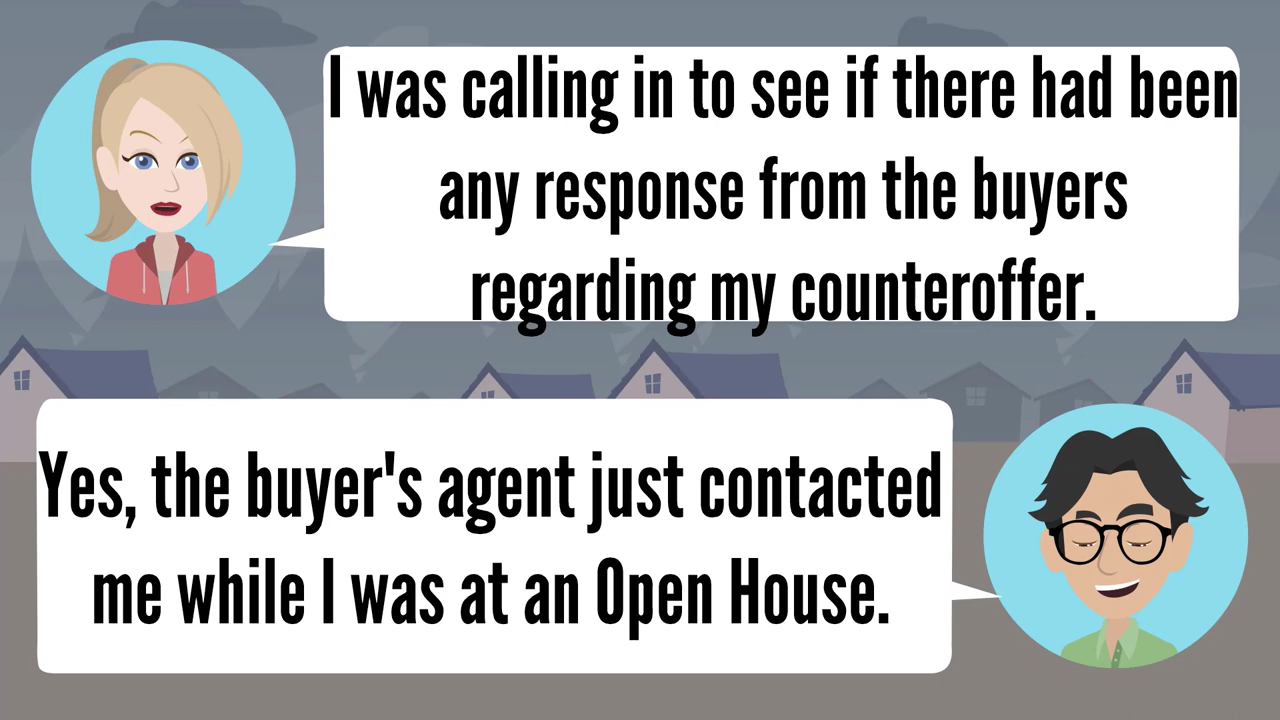 I was calling in to see if there had been
any response from the buyers
regarding my counteroffer.
Yes, the buyer's agent just contacted
me while I was at an Open House.